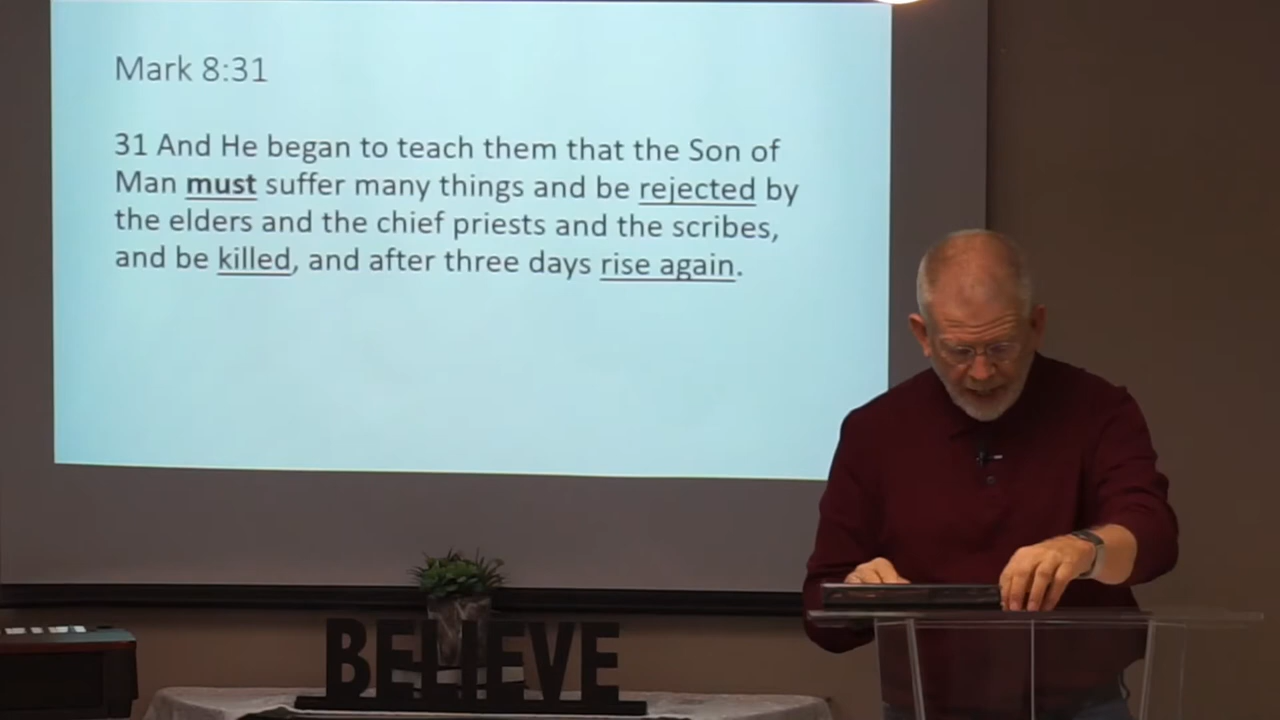 Mark 8:31
31 And He began to teach them that the Son of
Man must suffer many things and be rejected by
the elders and the chief priests and the scribes,
and be killed, and after three days rise again.
BELIEVE